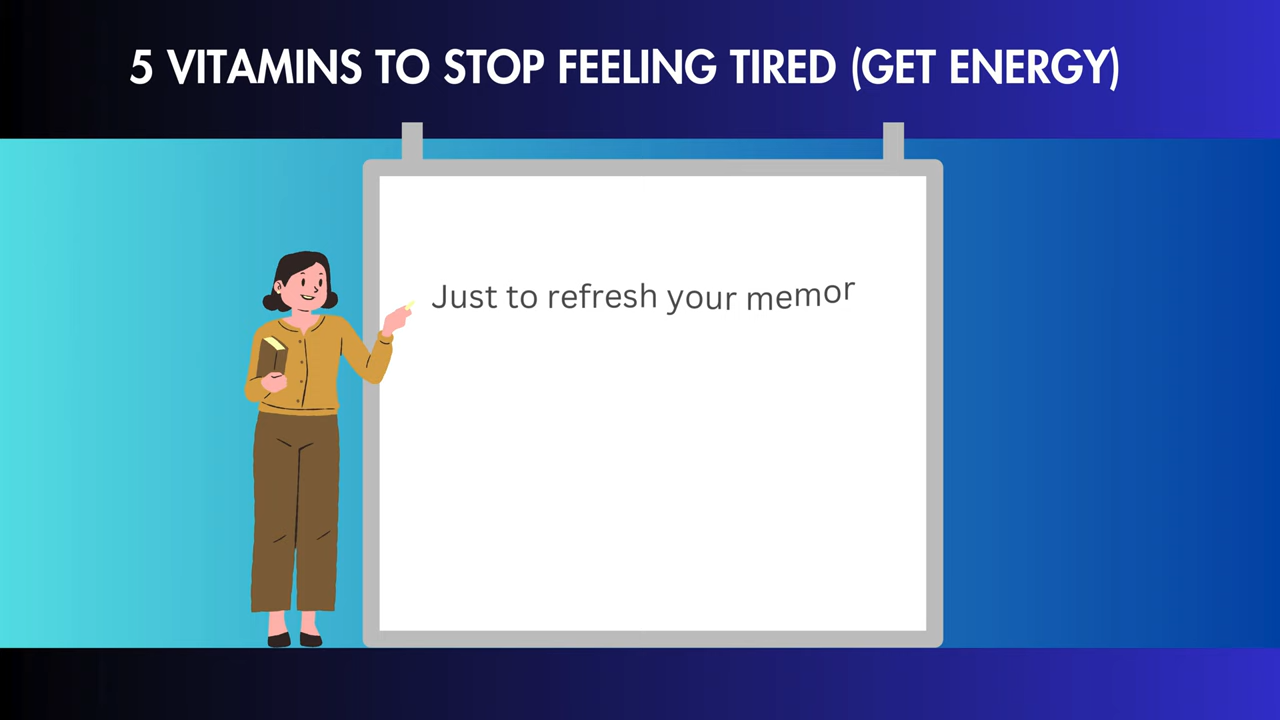 5 VITAMINS TO STOP FEELING TIRED (GET ENERGY)
Just to refresh your memor